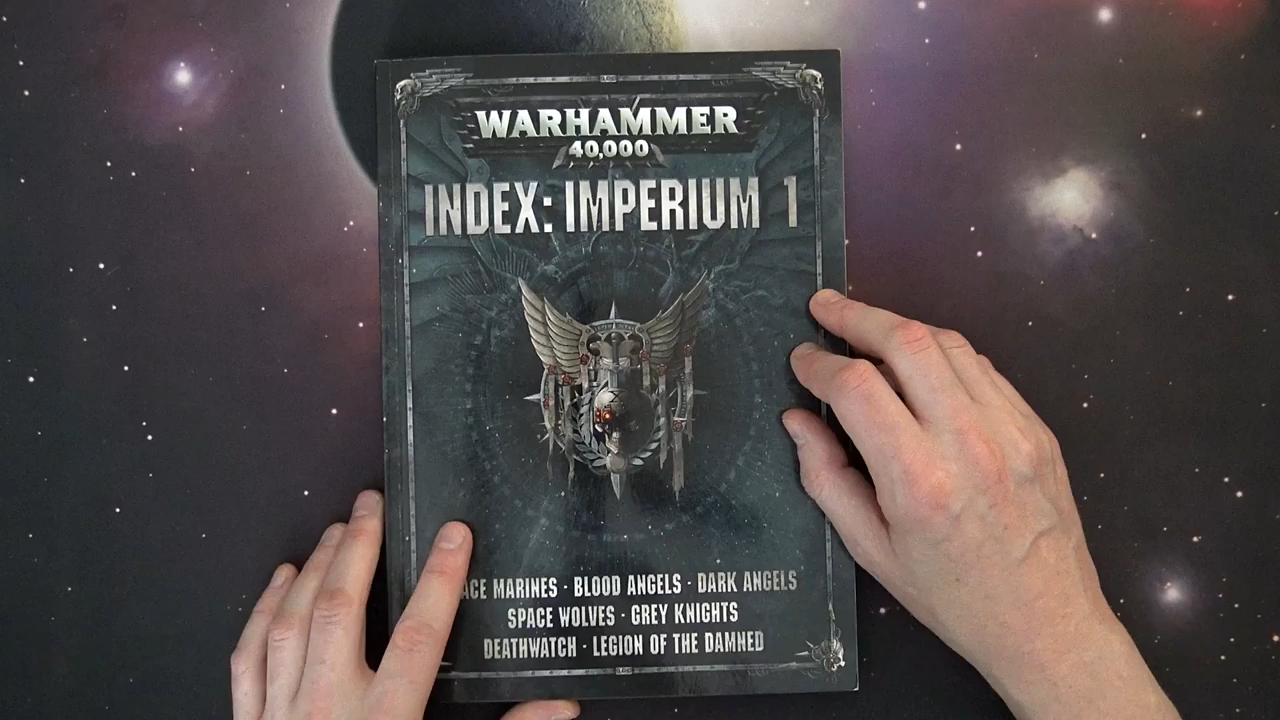 WARHAMMER
40,000
INDEX: IMPERIUM 1
ACE MARINES · BLOOD ANGELS · DARK ANGELS
SPACE WOLVES · GREY KNIGHTS
DEATHWATCH · LEGION OF THE DAMNED